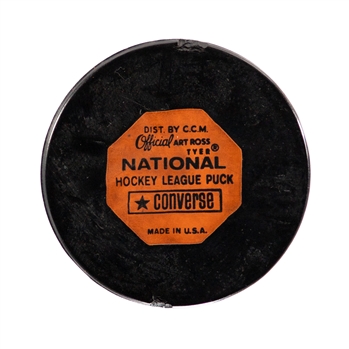 DIST. BY C.C.M.
Official ART ROSS
TYER®
NATIONAL
HOCKEY LEAGUE PUCK
★ CONVERSE
MADE IN U.S.A.